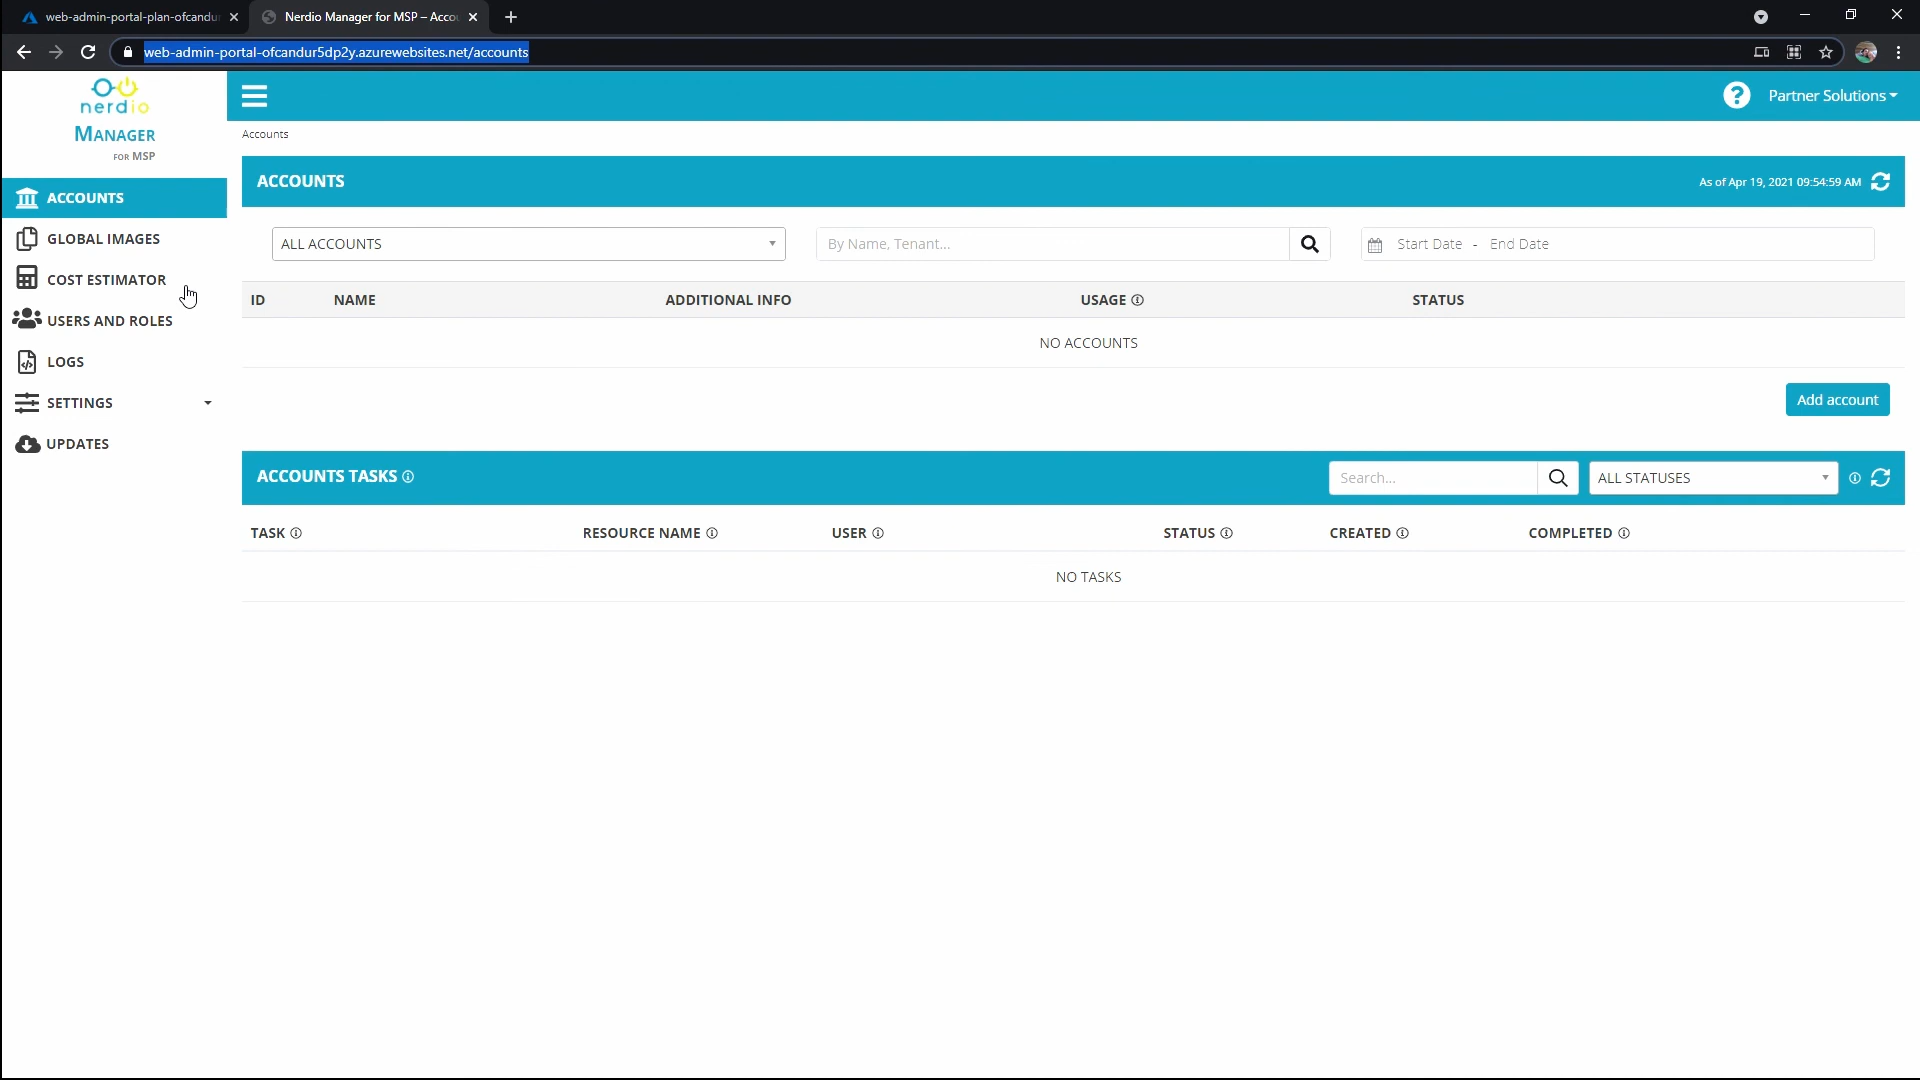 web-admin-portal-plan-ofcandur
Nerdio Manager for MSP – Accou
web-admin-portal-ofcandur5dp2y.azurewebsites.net/accounts
nerdio
MANAGER
FOR MSP
Partner Solutions
Accounts
ACCOUNTS
GLOBAL IMAGES
COST ESTIMATOR
USERS AND ROLES
LOGS
SETTINGS
UPDATES
ACCOUNTS
As of Apr 19, 2021 09:54:59 AM
ALL ACCOUNTS
By Name, Tenant...
Start Date - End Date
ID NAME ADDITIONAL INFO USAGE STATUS
NO ACCOUNTS
Add account
ACCOUNTS TASKS
Search...
ALL STATUSES
TASK RESOURCE NAME USER STATUS CREATED COMPLETED
NO TASKS